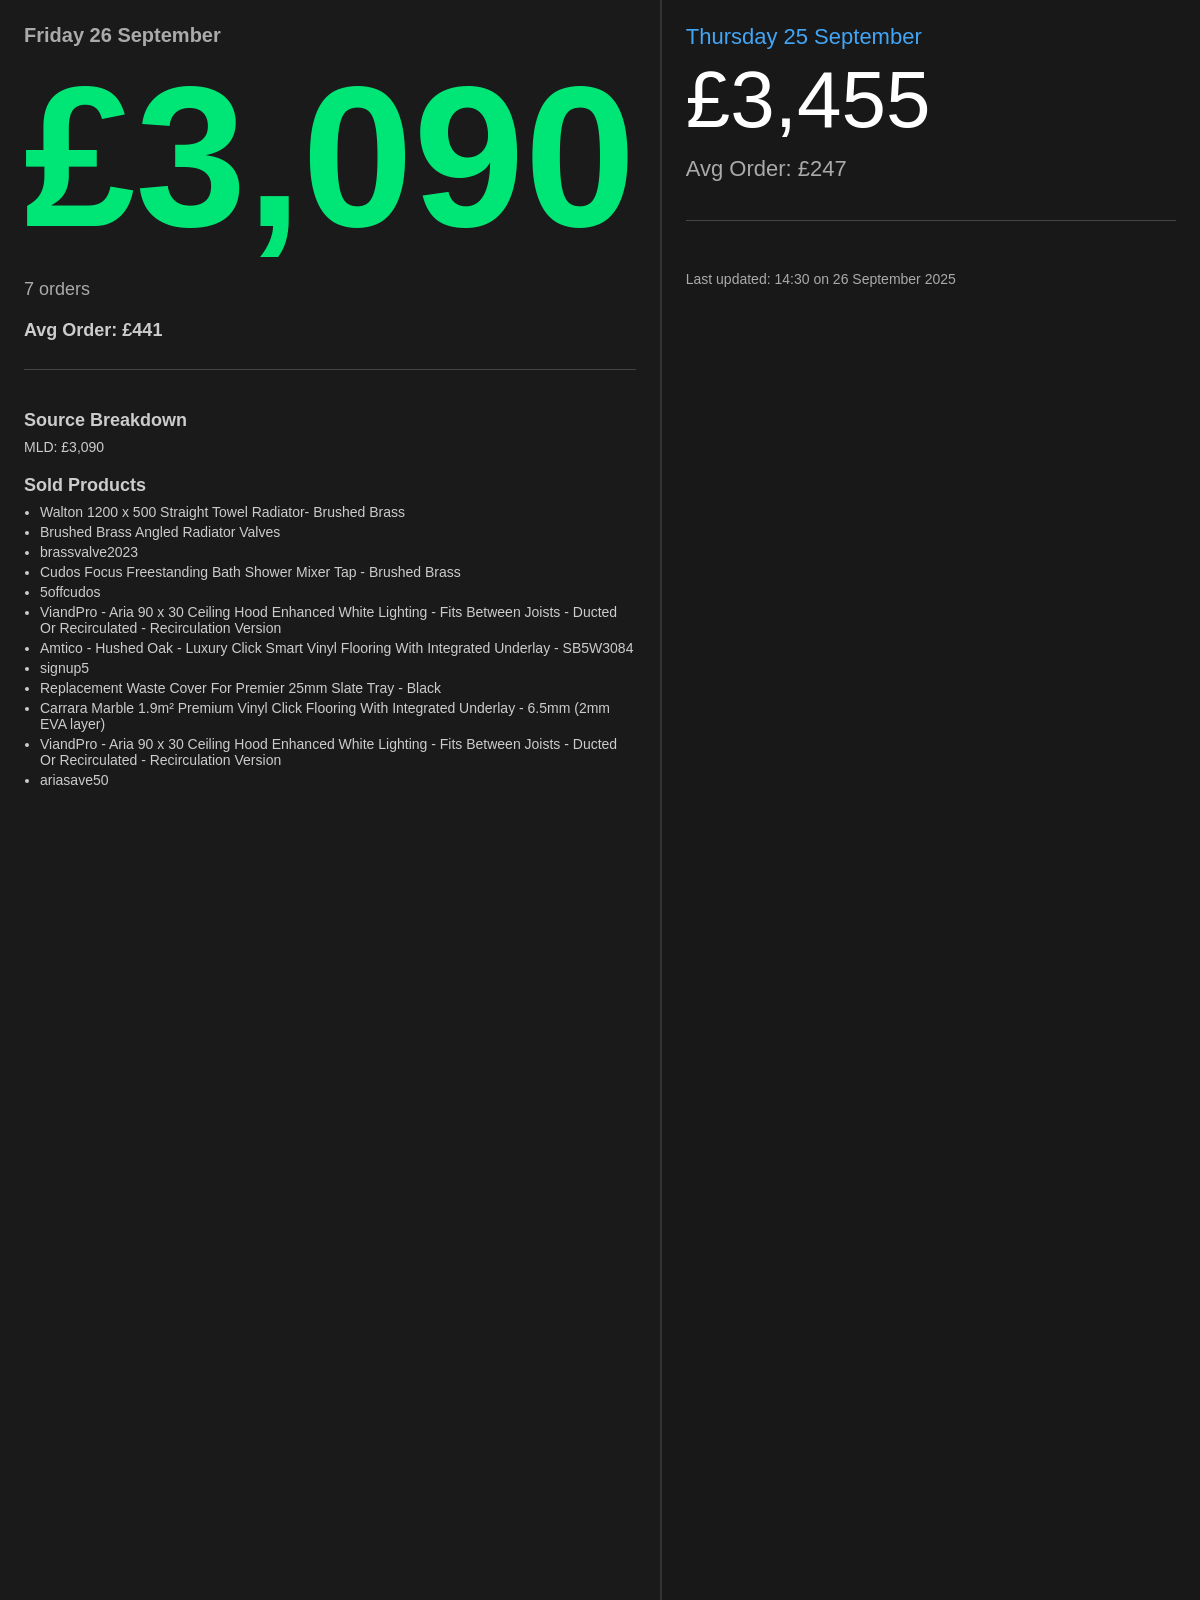 Friday 26 September
£3,090
7 orders
Avg Order: £441
Source Breakdown
MLD: £3,090
Sold Products
• Walton 1200 x 500 Straight Towel Radiator- Brushed Brass
• Brushed Brass Angled Radiator Valves
• brassvalve2023
• Cudos Focus Freestanding Bath Shower Mixer Tap - Brushed Brass
• 5offcudos
• ViandPro - Aria 90 x 30 Ceiling Hood Enhanced White Lighting - Fits Between Joists - Ducted
Or Recirculated - Recirculation Version
• Amtico - Hushed Oak - Luxury Click Smart Vinyl Flooring With Integrated Underlay - SB5W3084
• signup5
• Replacement Waste Cover For Premier 25mm Slate Tray - Black
• Carrara Marble 1.9m² Premium Vinyl Click Flooring With Integrated Underlay - 6.5mm (2mm
EVA layer)
• ViandPro - Aria 90 x 30 Ceiling Hood Enhanced White Lighting - Fits Between Joists - Ducted
Or Recirculated - Recirculation Version
• ariasave50
Thursday 25 September
£3,455
Avg Order: £247
Last updated: 14:30 on 26 September 2025